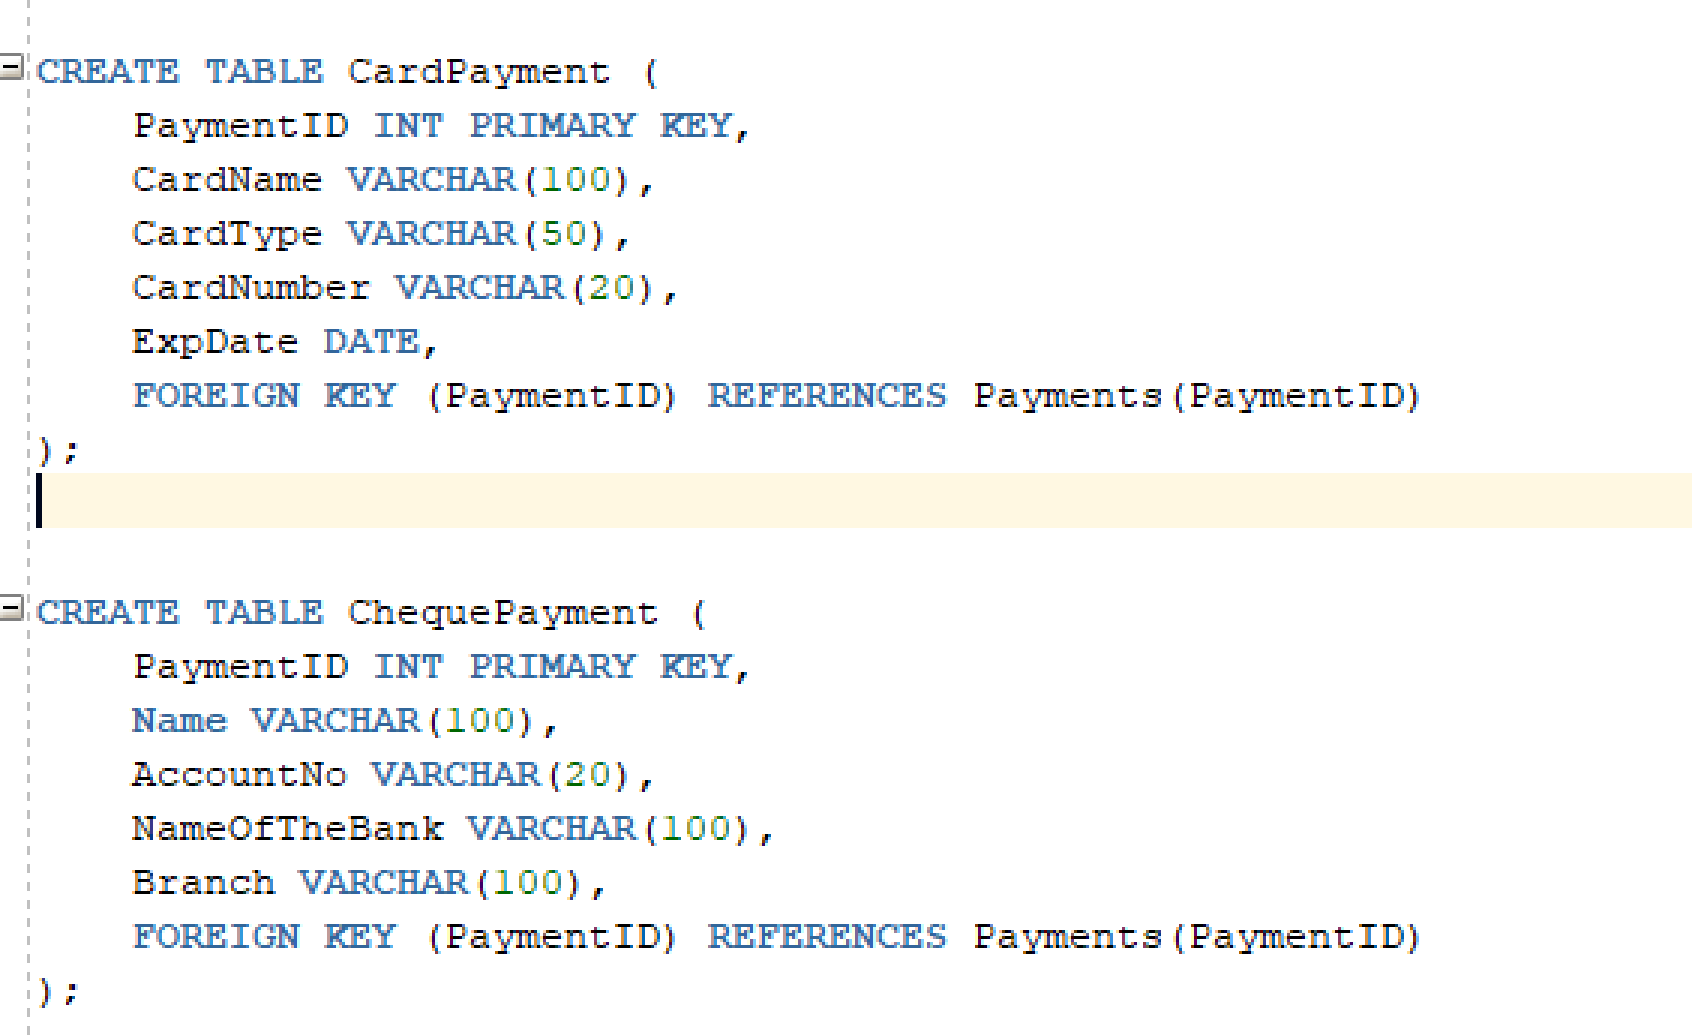 CREATE TABLE CardPayment (
    PaymentID INT PRIMARY KEY,
    CardName VARCHAR(100),
    CardType VARCHAR(50),
    CardNumber VARCHAR(20),
    ExpDate DATE,
    FOREIGN KEY (PaymentID) REFERENCES Payments(PaymentID)
);
CREATE TABLE ChequePayment (
    PaymentID INT PRIMARY KEY,
    Name VARCHAR(100),
    AccountNo VARCHAR(20),
    NameOfTheBank VARCHAR(100),
    Branch VARCHAR(100),
    FOREIGN KEY (PaymentID) REFERENCES Payments(PaymentID)
);